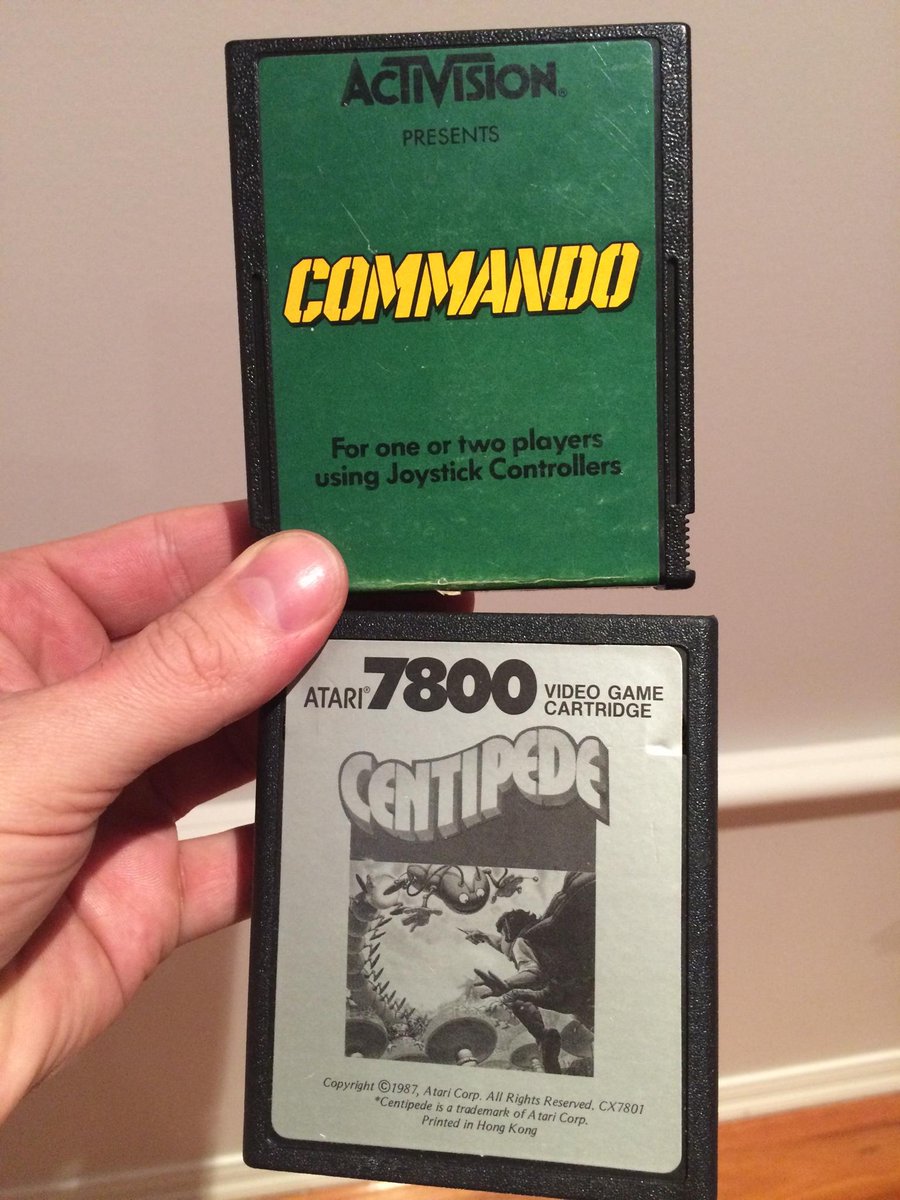 ACTIVISION®
PRESENTS
COMMANDO
For one or two players
using Joystick Controllers
ATARI® 7800 VIDEO GAME
CARTRIDGE
CENTIPEDE
Copyright ©1987, Atari Corp. All Rights Reserved. CX7801
*Centipede is a trademark of Atari Corp.
Printed in Hong Kong